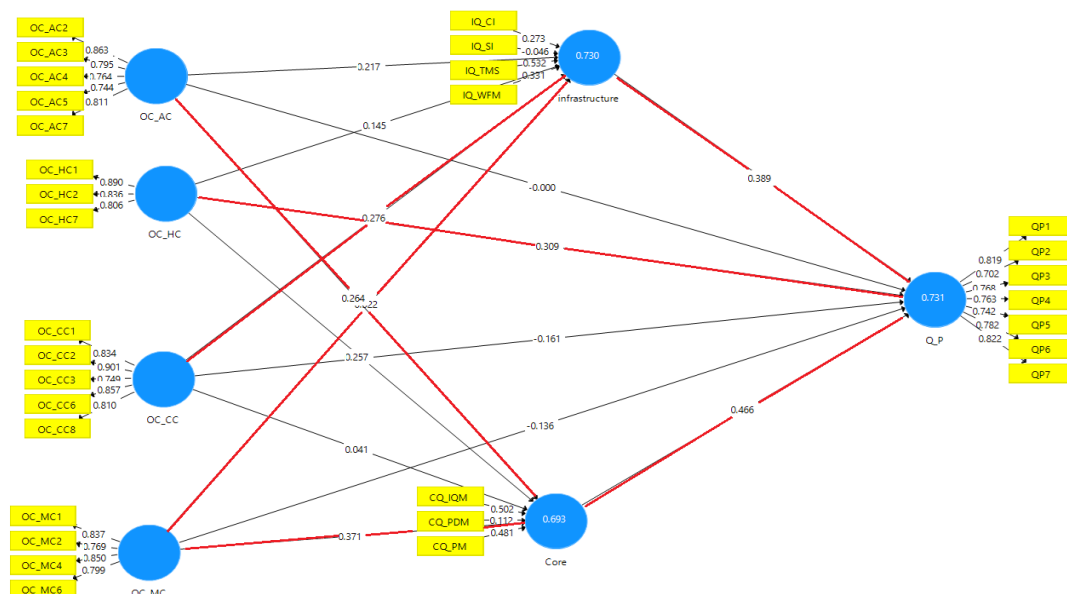 OC_AC2
OC_AC3
OC_AC4
OC_AC5
OC_AC7
0.863
0.795
0.764
0.744
0.811
OC_AC
OC_HC1
OC_HC2
OC_HC7
0.890
0.836
0.806
OC_HC
OC_CC1
OC_CC2
OC_CC3
OC_CC6
OC_CC8
0.834
0.901
0.749
0.857
0.810
OC_CC
OC_MC1
OC_MC2
OC_MC4
OC_MC6
0.837
0.769
0.850
0.799
OC_MC
IQ_CI
IQ_SI
IQ_TMS
IQ_WFM
0.273
-0.046
0.532
0.331
0.730
infrastructure
0.217
0.145
0.276
0.264
0.257
0.041
0.371
-0.000
0.309
-0.161
-0.136
0.389
0.466
CQ_IQM
CQ_PDM
CQ_PM
0.502
0.112
0.481
0.693
Core
0.731
Q_P
0.819
0.702
0.768
0.763
0.742
0.782
0.822
QP1
QP2
QP3
QP4
QP5
QP6
QP7